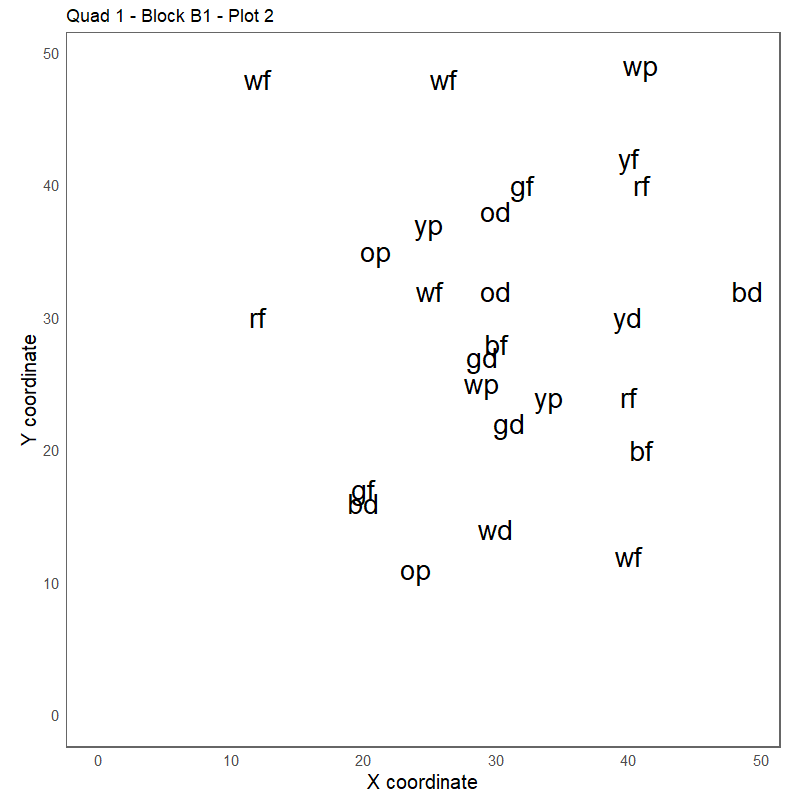 Quad 1 - Block B1 - Plot 2
50
wf
wf
wp
yf
40
gf
rf
od
yp
op
wf
od
bd
30
rf
yd
bf
gd
wp
yp
rf
gd
20
bf
gf
bd
wd
wf
op
10
0
Y coordinate
0 10 20 30 40 50
X coordinate